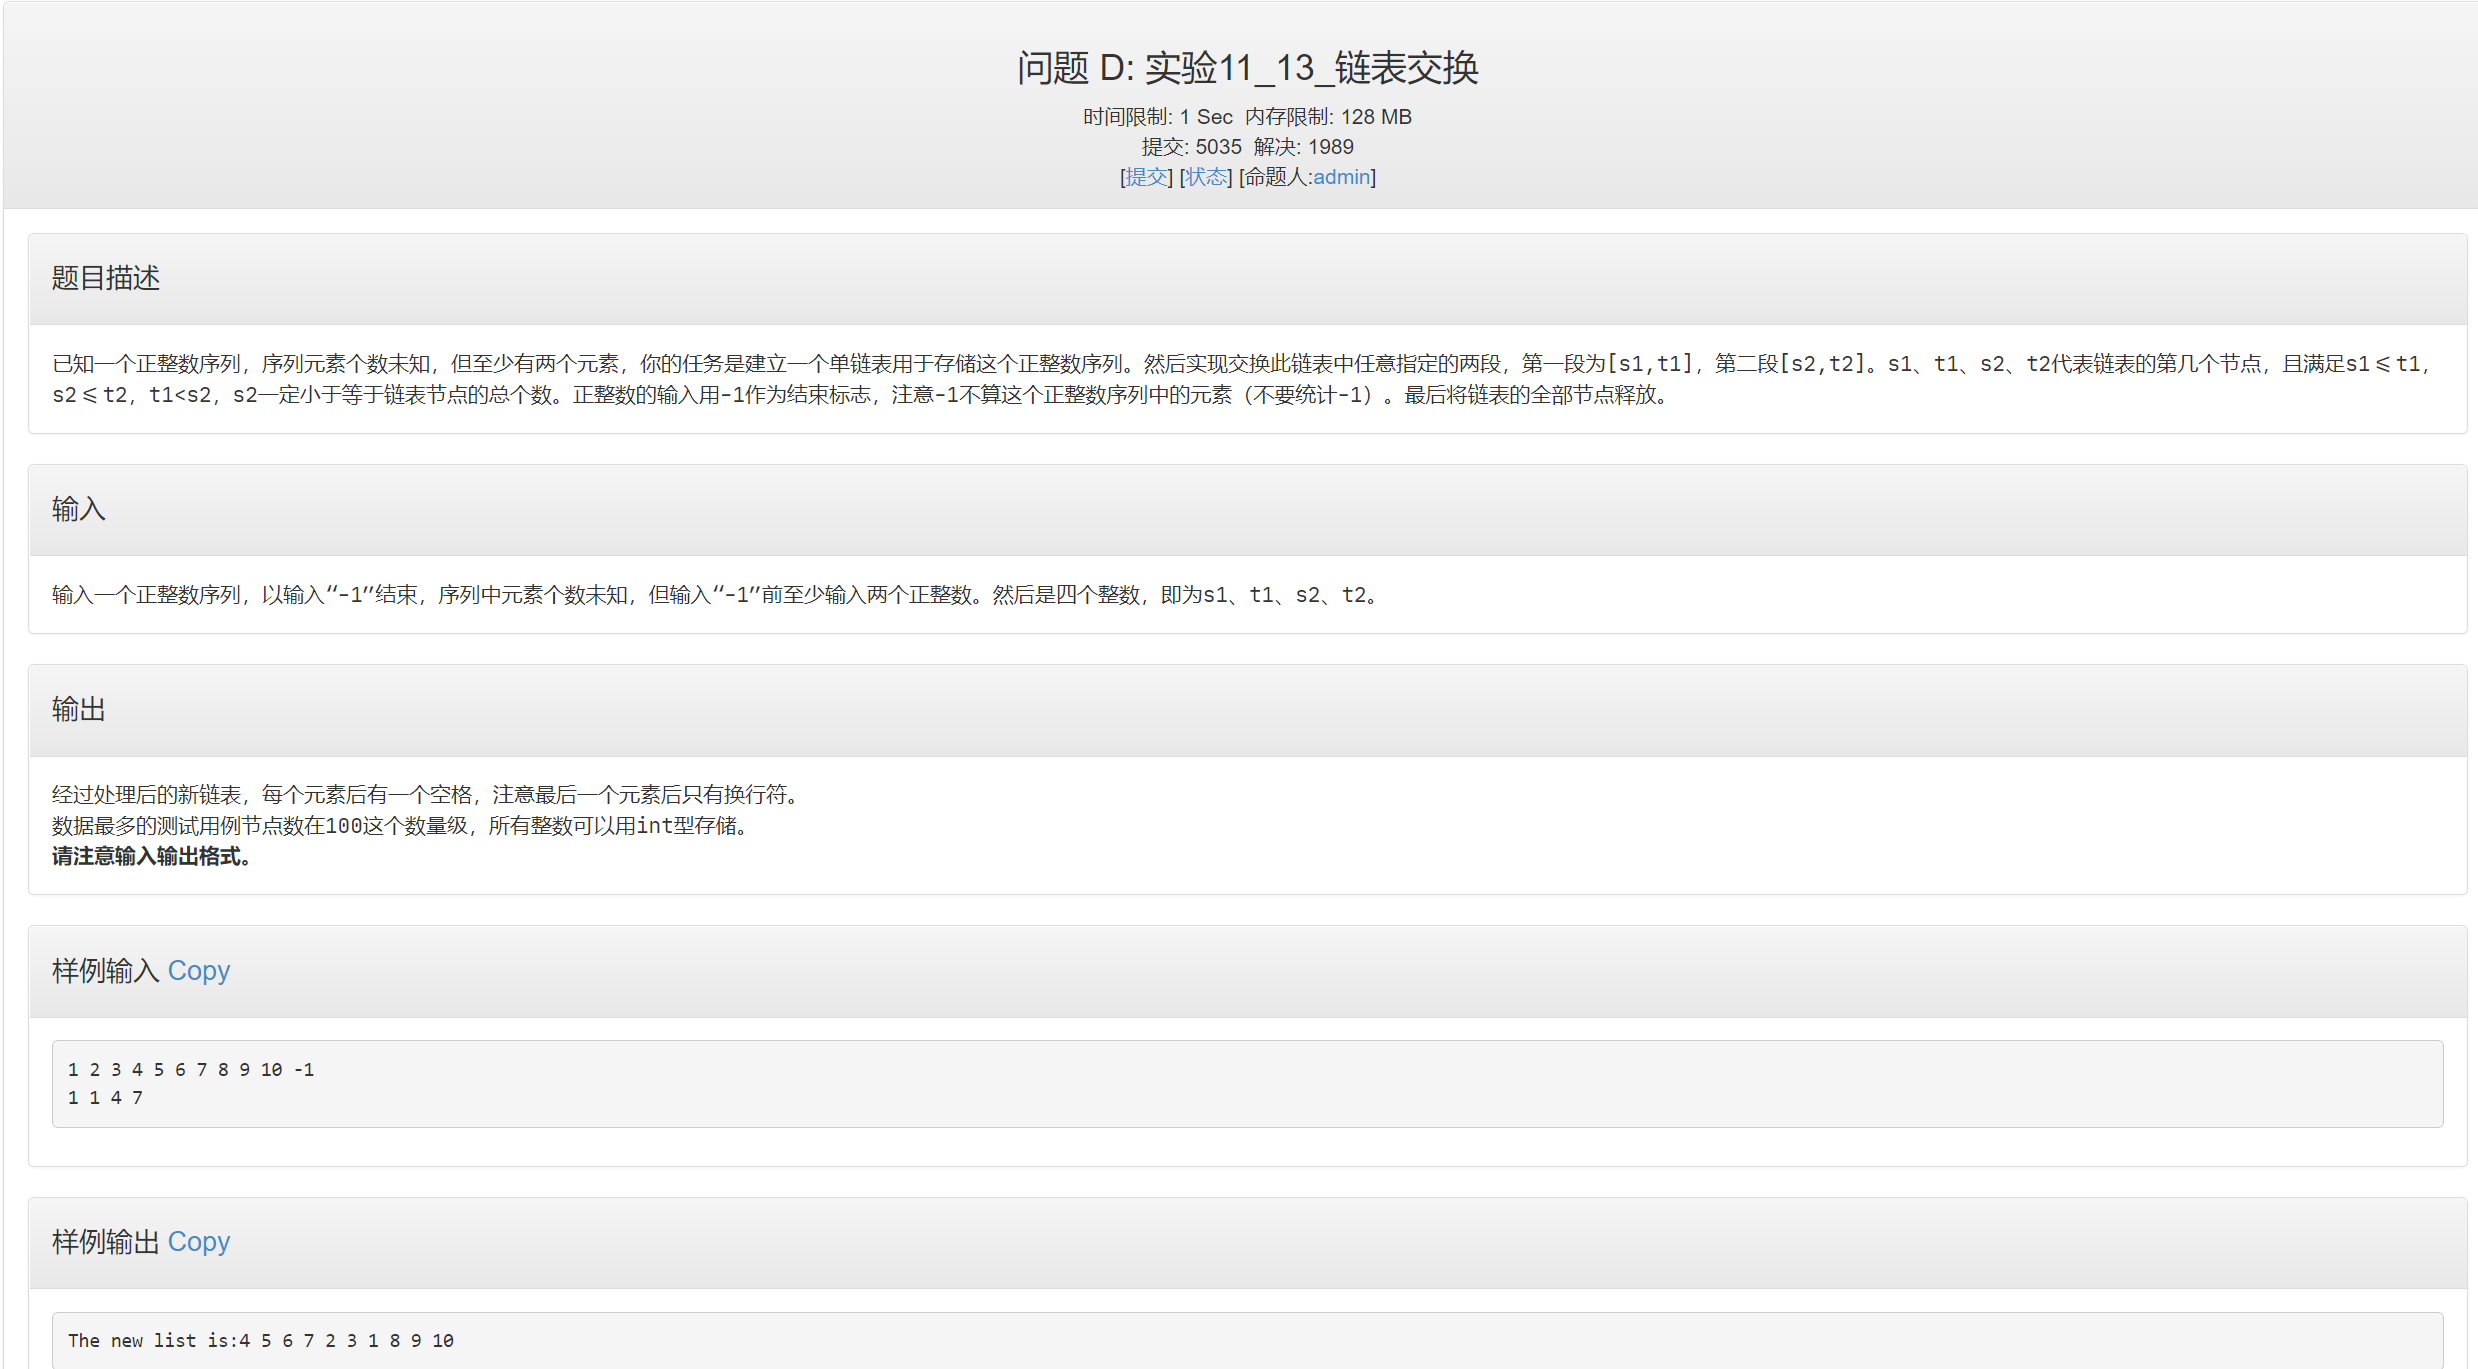 问题 D: 实验11_13_链表交换
时间限制: 1 Sec 内存限制: 128 MB
提交: 5035 解决: 1989
[提交] [状态] [命题人:admin]
题目描述
已知一个正整数序列，序列元素个数未知，但至少有两个元素，你的任务是建立一个单链表用于存储这个正整数序列。然后实现交换此链表中任意指定的两段，第一段为[s1,t1]，第二段[s2,t2]。s1、t1、s2、t2代表链表的第几个节点，且满足s1≤t1，
s2≤t2，t1<s2，s2一定小于等于链表节点的总个数。正整数的输入用-1作为结束标志，注意-1不算这个正整数序列中的元素（不要统计-1）。最后将链表的全部节点释放。
输入
输入一个正整数序列，以输入“-1”结束，序列中元素个数未知，但输入“-1”前至少输入两个正整数。然后是四个整数，即为s1、t1、s2、t2。
输出
经过处理后的新链表，每个元素后有一个空格，注意最后一个元素后只有换行符。
数据最多的测试用例节点数在100这个数量级，所有整数可以用int型存储。
请注意输入输出格式。
样例输入 Copy
1 2 3 4 5 6 7 8 9 10 -1
1 1 4 7
样例输出 Copy
The new list is:4 5 6 7 2 3 1 8 9 10